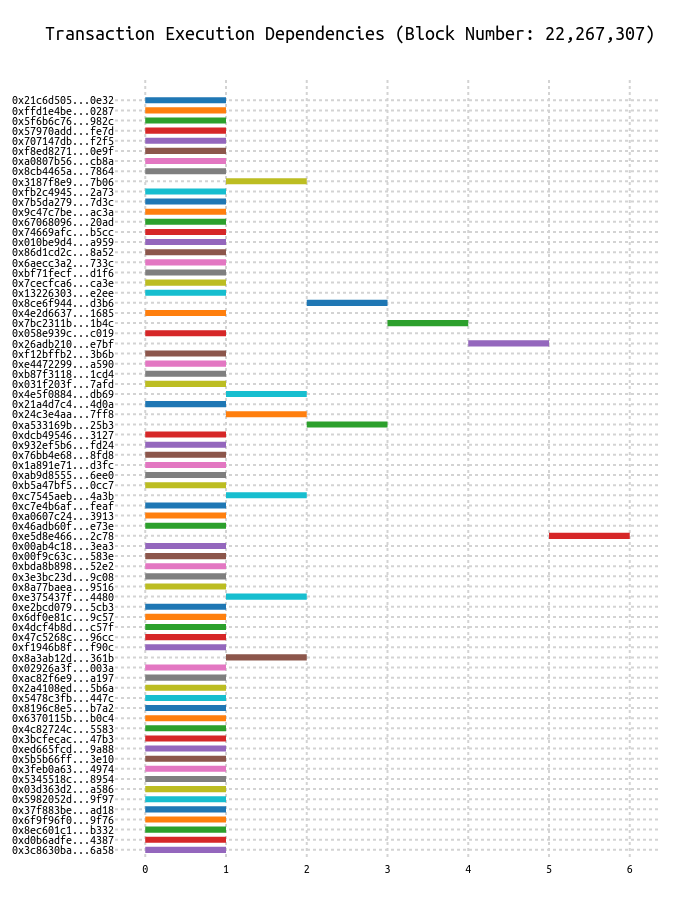 Transaction Execution Dependencies (Block Number: 22,267,307)
0x21c6d505...0e32
0xffd1e4be...0287
0x5f6b6c76...982c
0x57970add...fe7d
0x707147db...f2f5
0xf8ed8271...0e9f
0xa0807b56...cb8a
0x8cb4465a...7864
0x3187f8e9...7b06
0xfb2c4945...2a73
0x7b5da279...7d3c
0x9c47c7be...ac3a
0x67068096...20ad
0x74669afc...b5cc
0x010be9d4...a959
0x86d1cd2c...8a52
0x6aecc3a2...733c
0xbf71fecf...d1f6
0x7cecfca6...ca3e
0x13226303...e2ee
0x8ce6f944...d3b6
0x4e2d6637...1685
0x7bc2311b...1b4c
0x058e939c...c019
0x26adb210...e7bf
0xf12bffb2...3b6b
0xe4472299...a590
0xb87f3118...1cd4
0x031f203f...7afd
0x4e5f0884...db69
0x21a4d7c4...4d0a
0x24c3e4aa...7ff8
0xa533169b...25b3
0xdcb49546...3127
0x932ef5b6...fd24
0x76bb4e68...8fd8
0x1a891e71...d3fc
0xab9d8555...6ee0
0xb5a47bf5...0cc7
0xc7545aeb...4a3b
0xc7e4b6af...feaf
0xa0607c24...3913
0x46adb60f...e73e
0xe5d8e466...2c78
0x00ab4c18...3ea3
0x00f9c63c...583e
0xbda8b898...52e2
0x3e3bc23d...9c08
0x8a77baea...9516
0xe375437f...4480
0xe2bcd079...5cb3
0x6df0e81c...9c57
0x4dcf4b8d...c57f
0x47c5268c...96cc
0xf1946b8f...f90c
0x8a3ab12d...361b
0x02926a3f...003a
0xac82f6e9...a197
0x2a4108ed...5b6a
0x5478c3fb...447c
0x8196c8e5...b7a2
0x6370115b...b0c4
0x4c82724c...5583
0x3bcfecac...47b3
0xed665fcd...9a88
0x5b5b66ff...3e10
0x3feb0a63...4974
0x5345518c...8954
0x03d363d2...a586
0x5982052d...9f97
0x37f883be...ad18
0x6f9f96f0...9f76
0x8ec601c1...b332
0xd0b6adfe...4387
0x3c8630ba...6a58
0 1 2 3 4 5 6